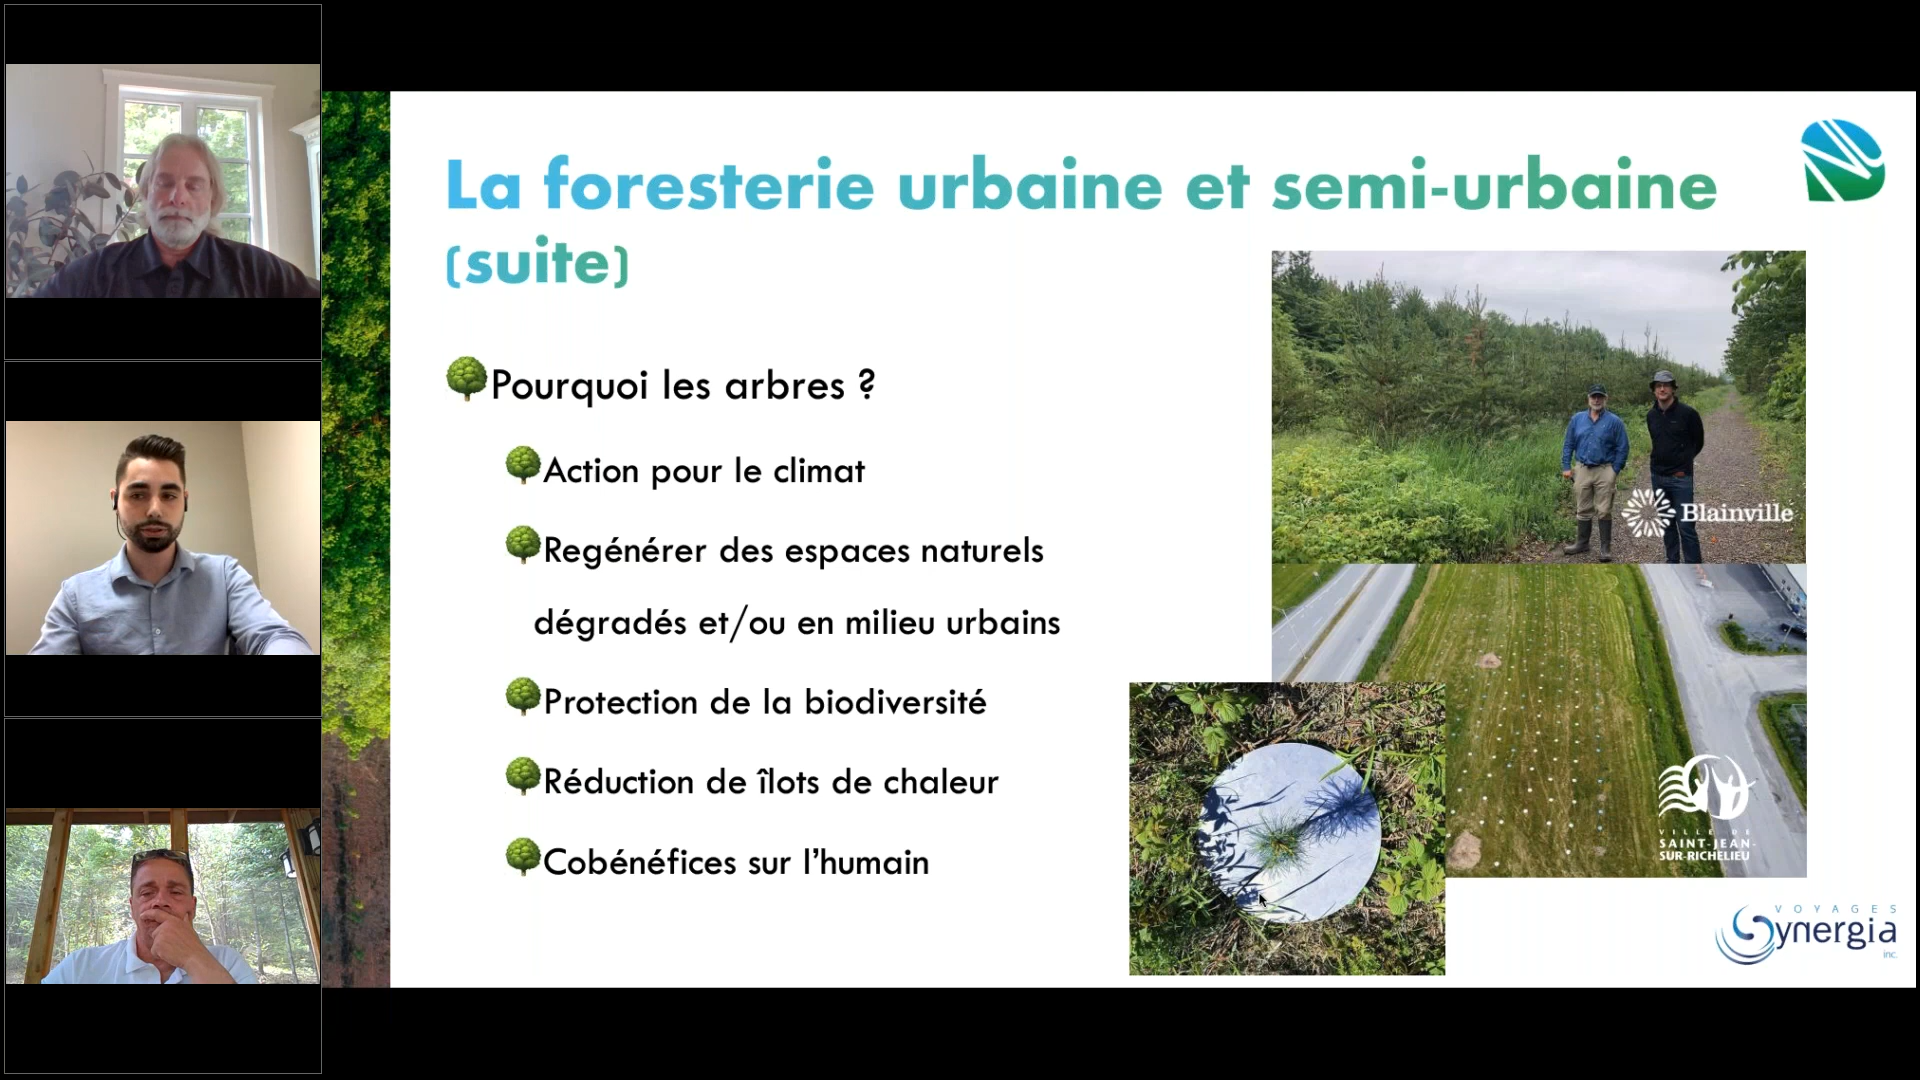 La foresterie urbaine et semi-urbaine
(suite)
Pourquoi les arbres ?
Action pour le climat
Regénérer des espaces naturels
dégradés et/ou en milieu urbains
Protection de la biodiversité
Réduction de îlots de chaleur
Cobénéfices sur l'humain
Blainville
VILLE DE
SAINT-JEAN-
SUR-RICHELIEU
VOYAGES
Synergia
inc.